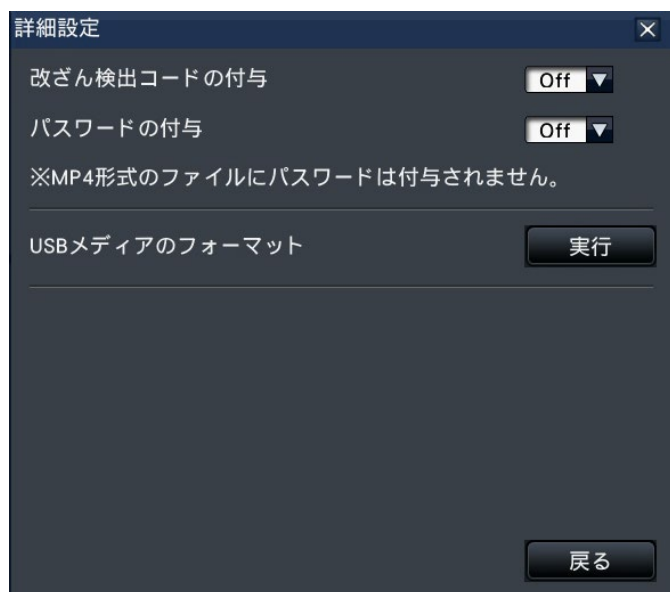 詳細設定
改ざん検出コードの付与 Off
パスワードの付与 Off
※MP4形式のファイルにパスワードは付与されません。
USBメディアのフォーマット 実行
戻る